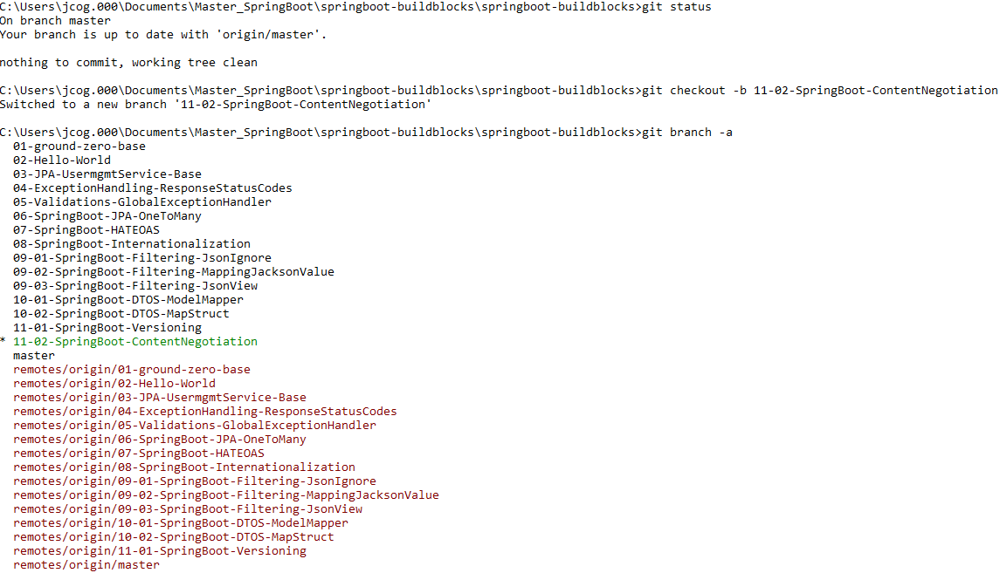 C:\Users\jcog.000\Documents\Master_SpringBoot\springboot-buildblocks\springboot-buildblocks>git status
On branch master
Your branch is up to date with 'origin/master'.
nothing to commit, working tree clean
C:\Users\jcog.000\Documents\Master_SpringBoot\springboot-buildblocks\springboot-buildblocks>git checkout -b 11-02-SpringBoot-ContentNegotiation
Switched to a new branch '11-02-SpringBoot-ContentNegotiation'
C:\Users\jcog.000\Documents\Master_SpringBoot\springboot-buildblocks\springboot-buildblocks>git branch -a
01-ground-zero-base
02-Hello-World
03-JPA-UsermgmtService-Base
04-ExceptionHandling-ResponseStatusCodes
05-Validations-GlobalExceptionHandler
06-SpringBoot-JPA-OneToMany
07-SpringBoot-HATEOAS
08-SpringBoot-Internationalization
09-01-SpringBoot-Filtering-JsonIgnore
09-02-SpringBoot-Filtering-MappingJacksonValue
09-03-SpringBoot-Filtering-JsonView
10-01-SpringBoot-DTOS-ModelMapper
10-02-SpringBoot-DTOS-MapStruct
11-01-SpringBoot-Versioning
* 11-02-SpringBoot-ContentNegotiation
master
remotes/origin/01-ground-zero-base
remotes/origin/02-Hello-World
remotes/origin/03-JPA-UsermgmtService-Base
remotes/origin/04-ExceptionHandling-ResponseStatusCodes
remotes/origin/05-Validations-GlobalExceptionHandler
remotes/origin/06-SpringBoot-JPA-OneToMany
remotes/origin/07-SpringBoot-HATEOAS
remotes/origin/08-SpringBoot-Internationalization
remotes/origin/09-01-SpringBoot-Filtering-JsonIgnore
remotes/origin/09-02-SpringBoot-Filtering-MappingJacksonValue
remotes/origin/09-03-SpringBoot-Filtering-JsonView
remotes/origin/10-01-SpringBoot-DTOS-ModelMapper
remotes/origin/10-02-SpringBoot-DTOS-MapStruct
remotes/origin/11-01-SpringBoot-Versioning
remotes/origin/master